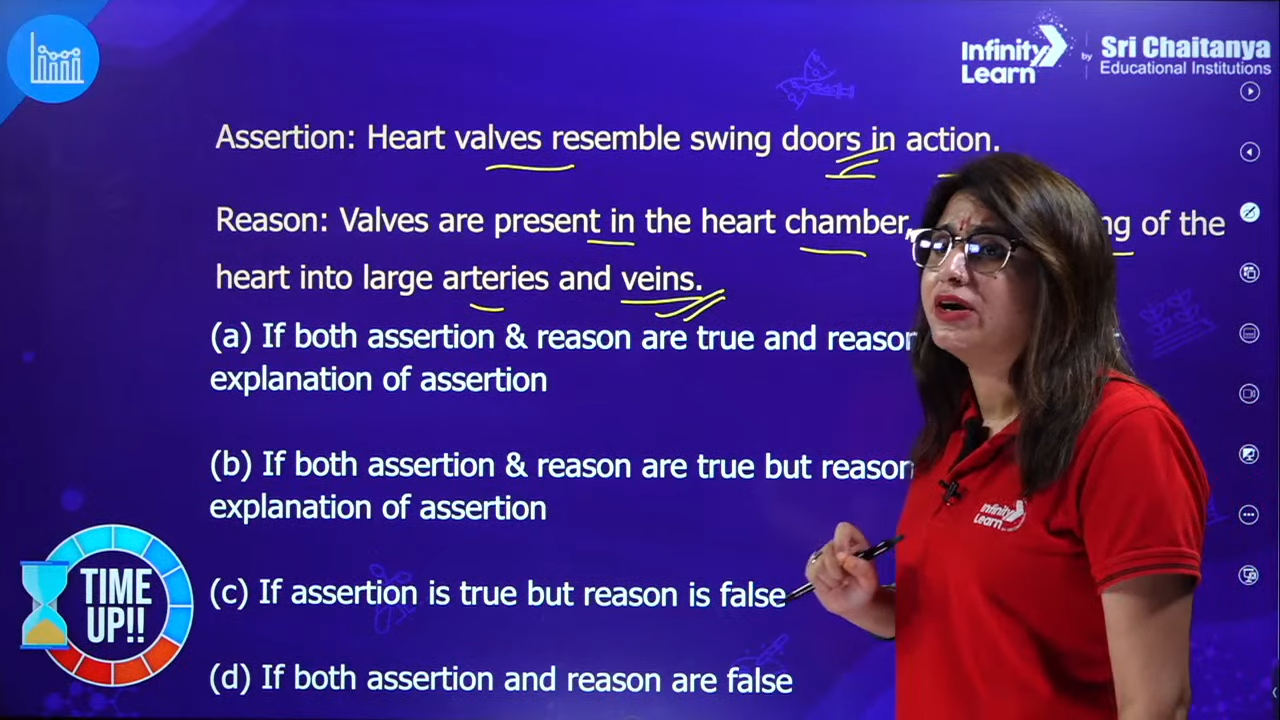 Infinity
Learn
by
Sri Chaitanya
Educational Institutions
Assertion: Heart valves resemble swing doors in action.
Reason: Valves are present in the heart chamber, of the
heart into large arteries and veins.
(a) If both assertion & reason are true and reason
explanation of assertion
(b) If both assertion & reason are true but reason
explanation of assertion
(c) If assertion is true but reason is false
(d) If both assertion and reason are false
TIME
UP!!
Infinity
Learn